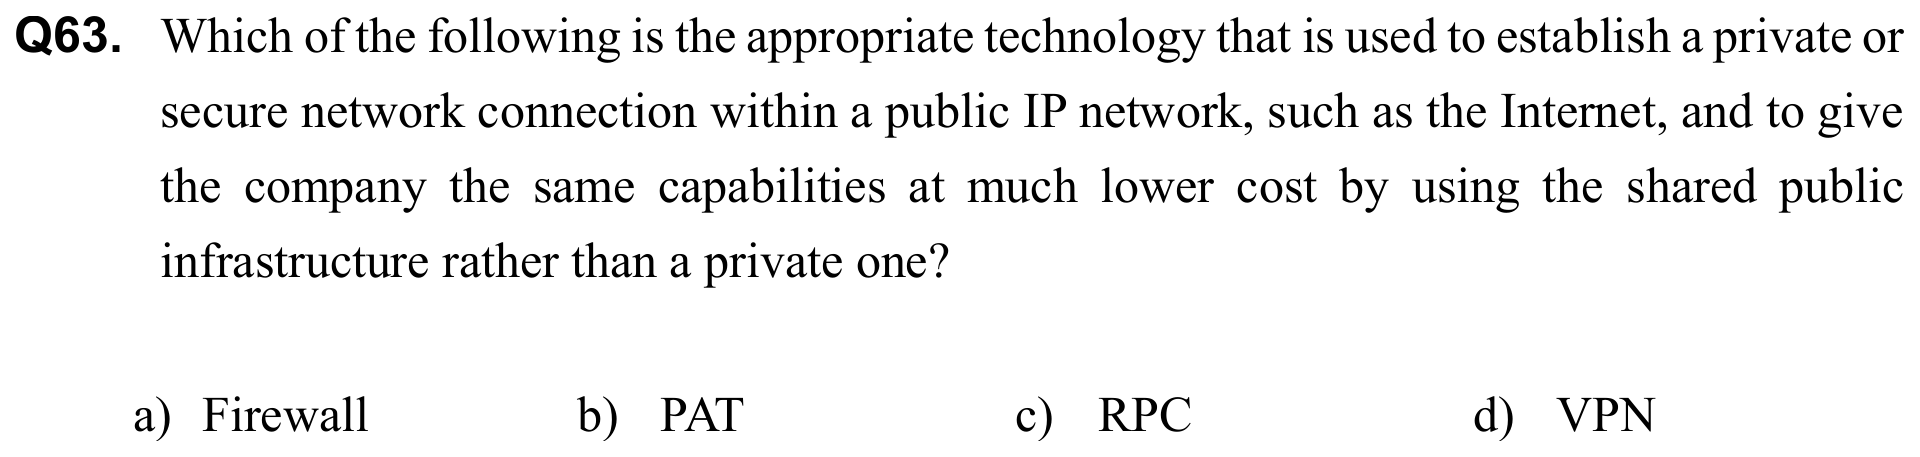 Q63. Which of the following is the appropriate technology that is used to establish a private or
secure network connection within a public IP network, such as the Internet, and to give
the company the same capabilities at much lower cost by using the shared public
infrastructure rather than a private one?
a) Firewall b) PAT c) RPC d) VPN